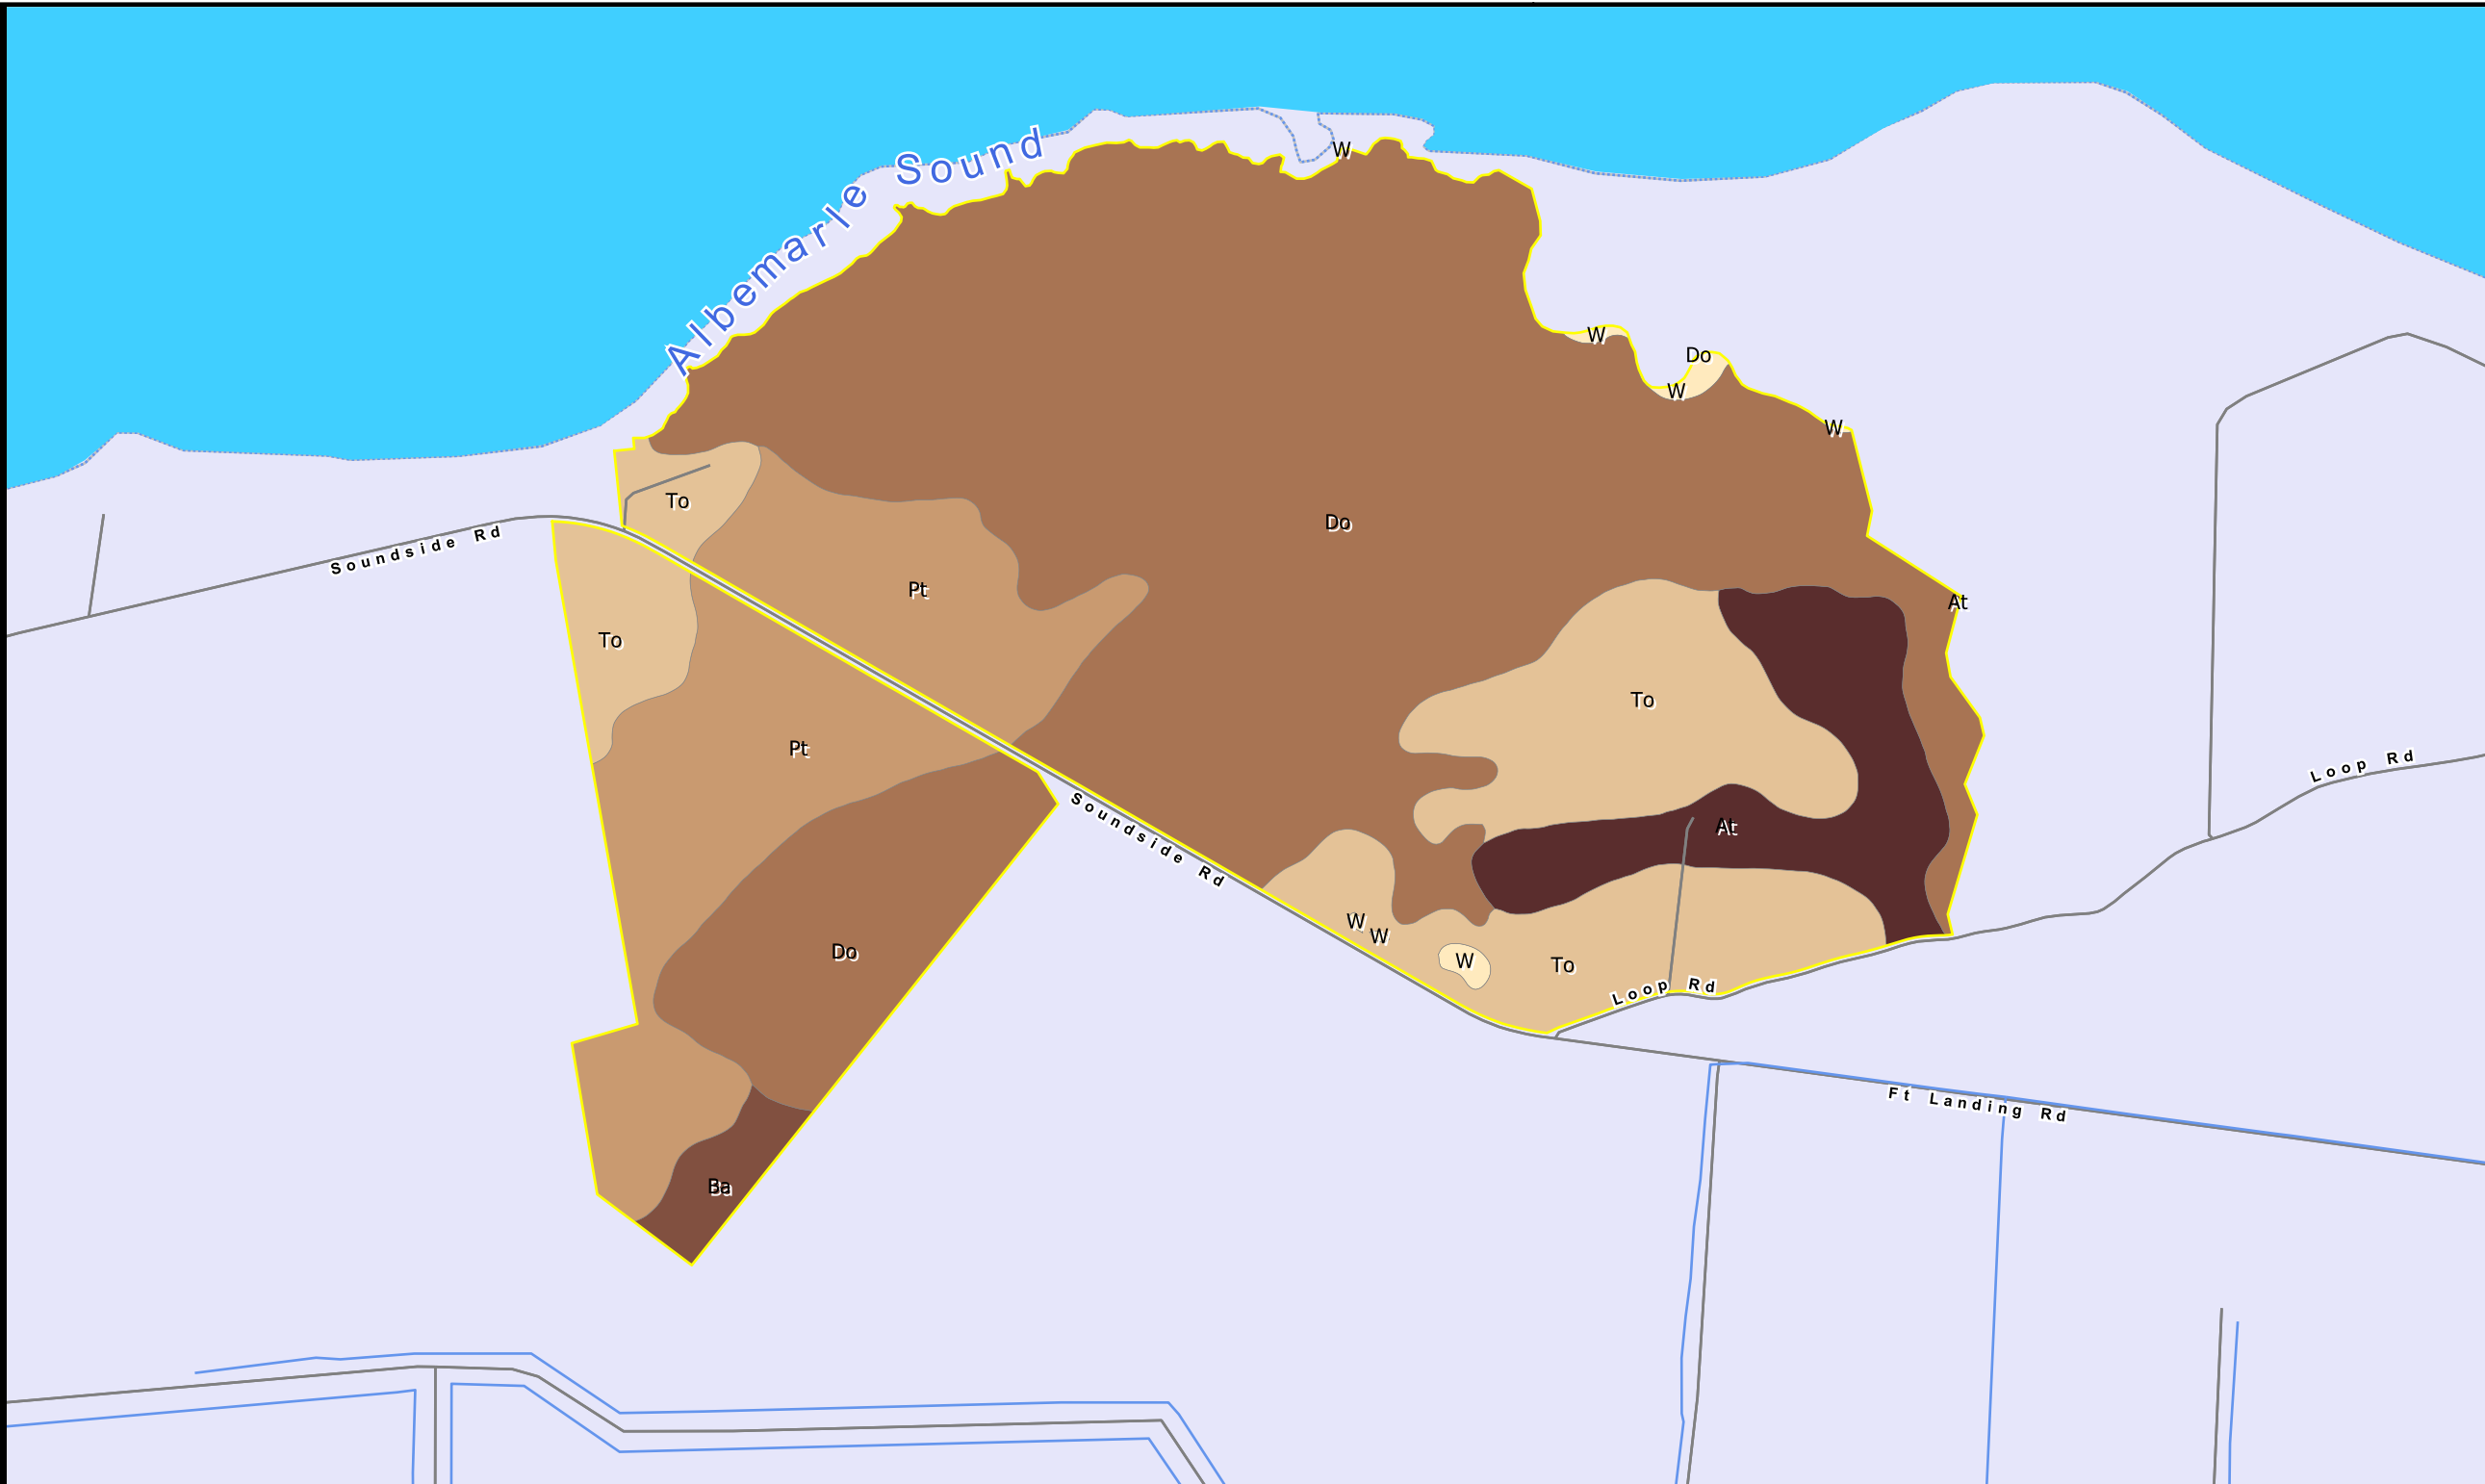 Albemarle Sound
W
W
Do
W
W
To
Do
Soundside Rd
Pt
At
To
To
Pt
Loop Rd
Soundside Rd
At
W
W
Do
W
To
Loop Rd
Ft Landing Rd
Ba